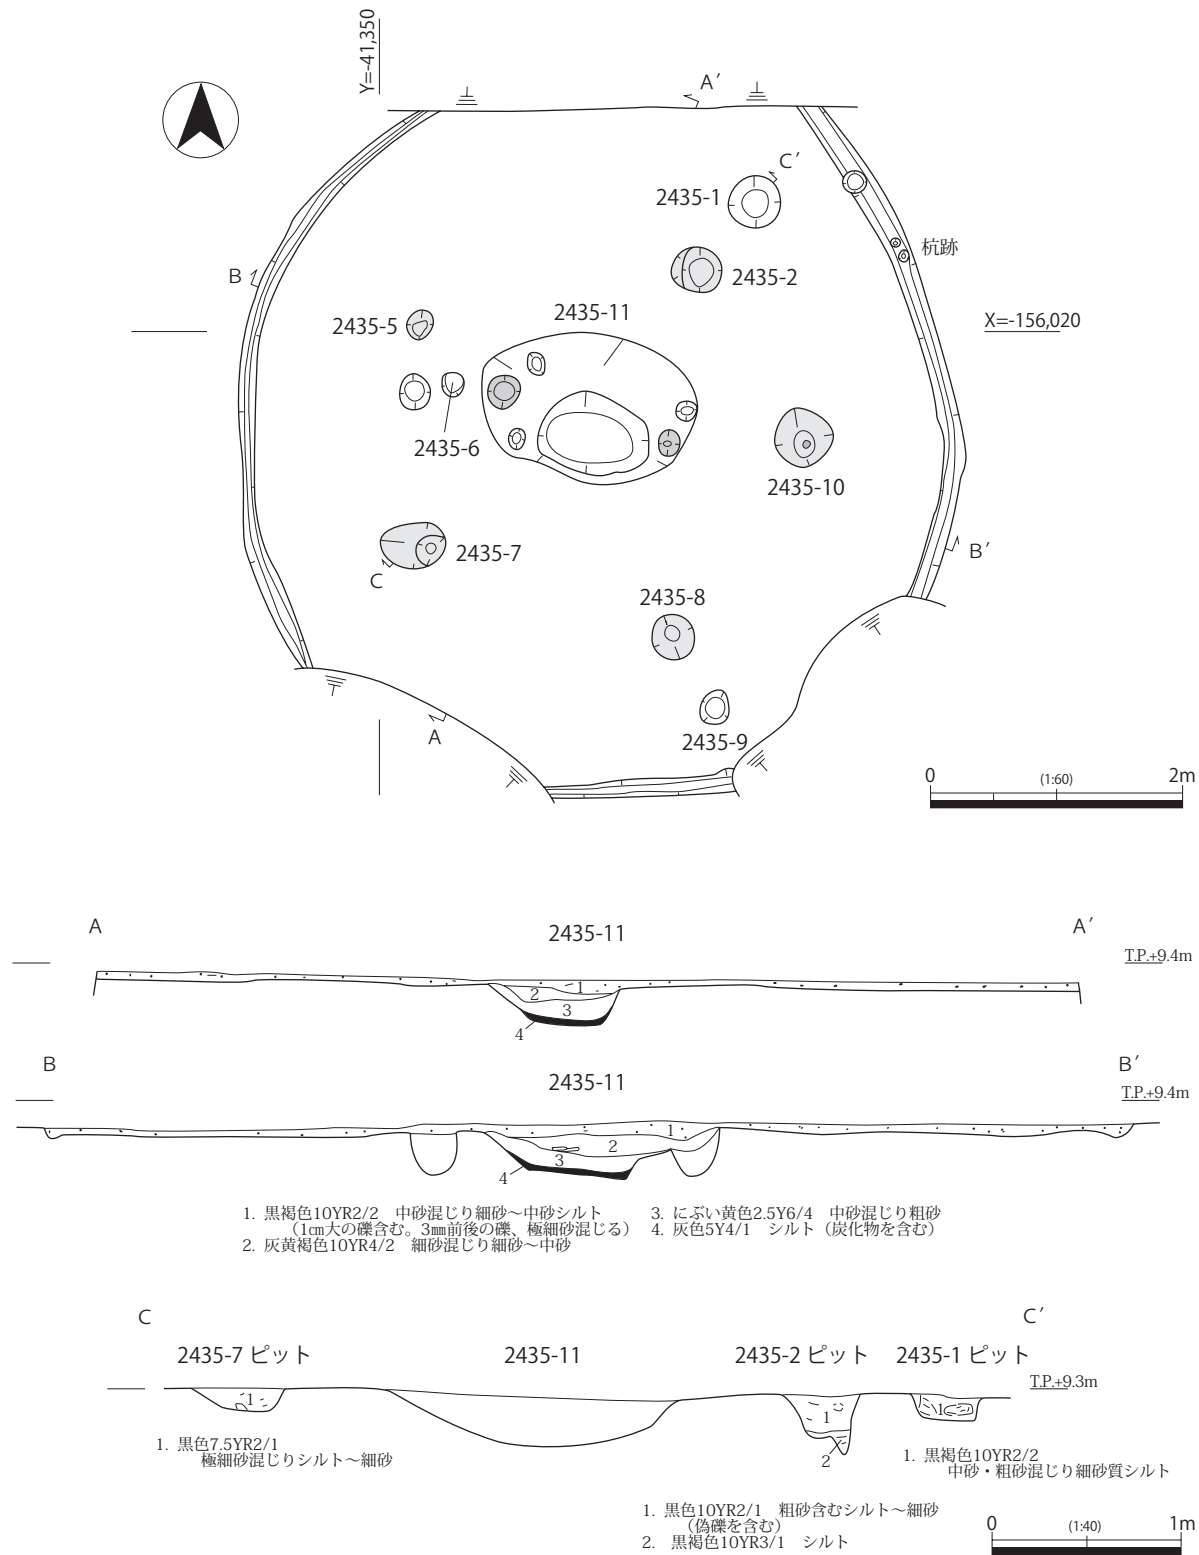 Y=-41,350
A′
C′
2435-1
杭跡
B
2435-2
2435-11
X=-156,020
2435-5
2435-6
2435-10
2435-7
B′
C
2435-8
A
2435-9
0 (1:60) 2m
A 2435-11 A′
T.P.+9.4m
1
2
3
4
B 2435-11 B′
T.P.+9.4m
1
2
3
4
1. 黒褐色10YR2/2 中砂混じり細砂～中砂シルト
（1㎝大の礫含む。3㎜前後の礫、極細砂混じる）
2. 灰黄褐色10YR4/2 細砂混じり細砂～中砂
3. にぶい黄色2.5Y6/4 中砂混じり粗砂
4. 灰色5Y4/1 シルト（炭化物を含む）
C C′
2435-7 ピット 2435-11 2435-2 ピット 2435-1 ピット
T.P.+9.3m
1
1
1
2
1. 黒色7.5YR2/1
極細砂混じりシルト～細砂
1. 黒褐色10YR2/2
中砂・粗砂混じり細砂質シルト
1. 黒色10YR2/1 粗砂含むシルト～細砂
（偽礫を含む）
2. 黒褐色10YR3/1 シルト
0 (1:40) 1m